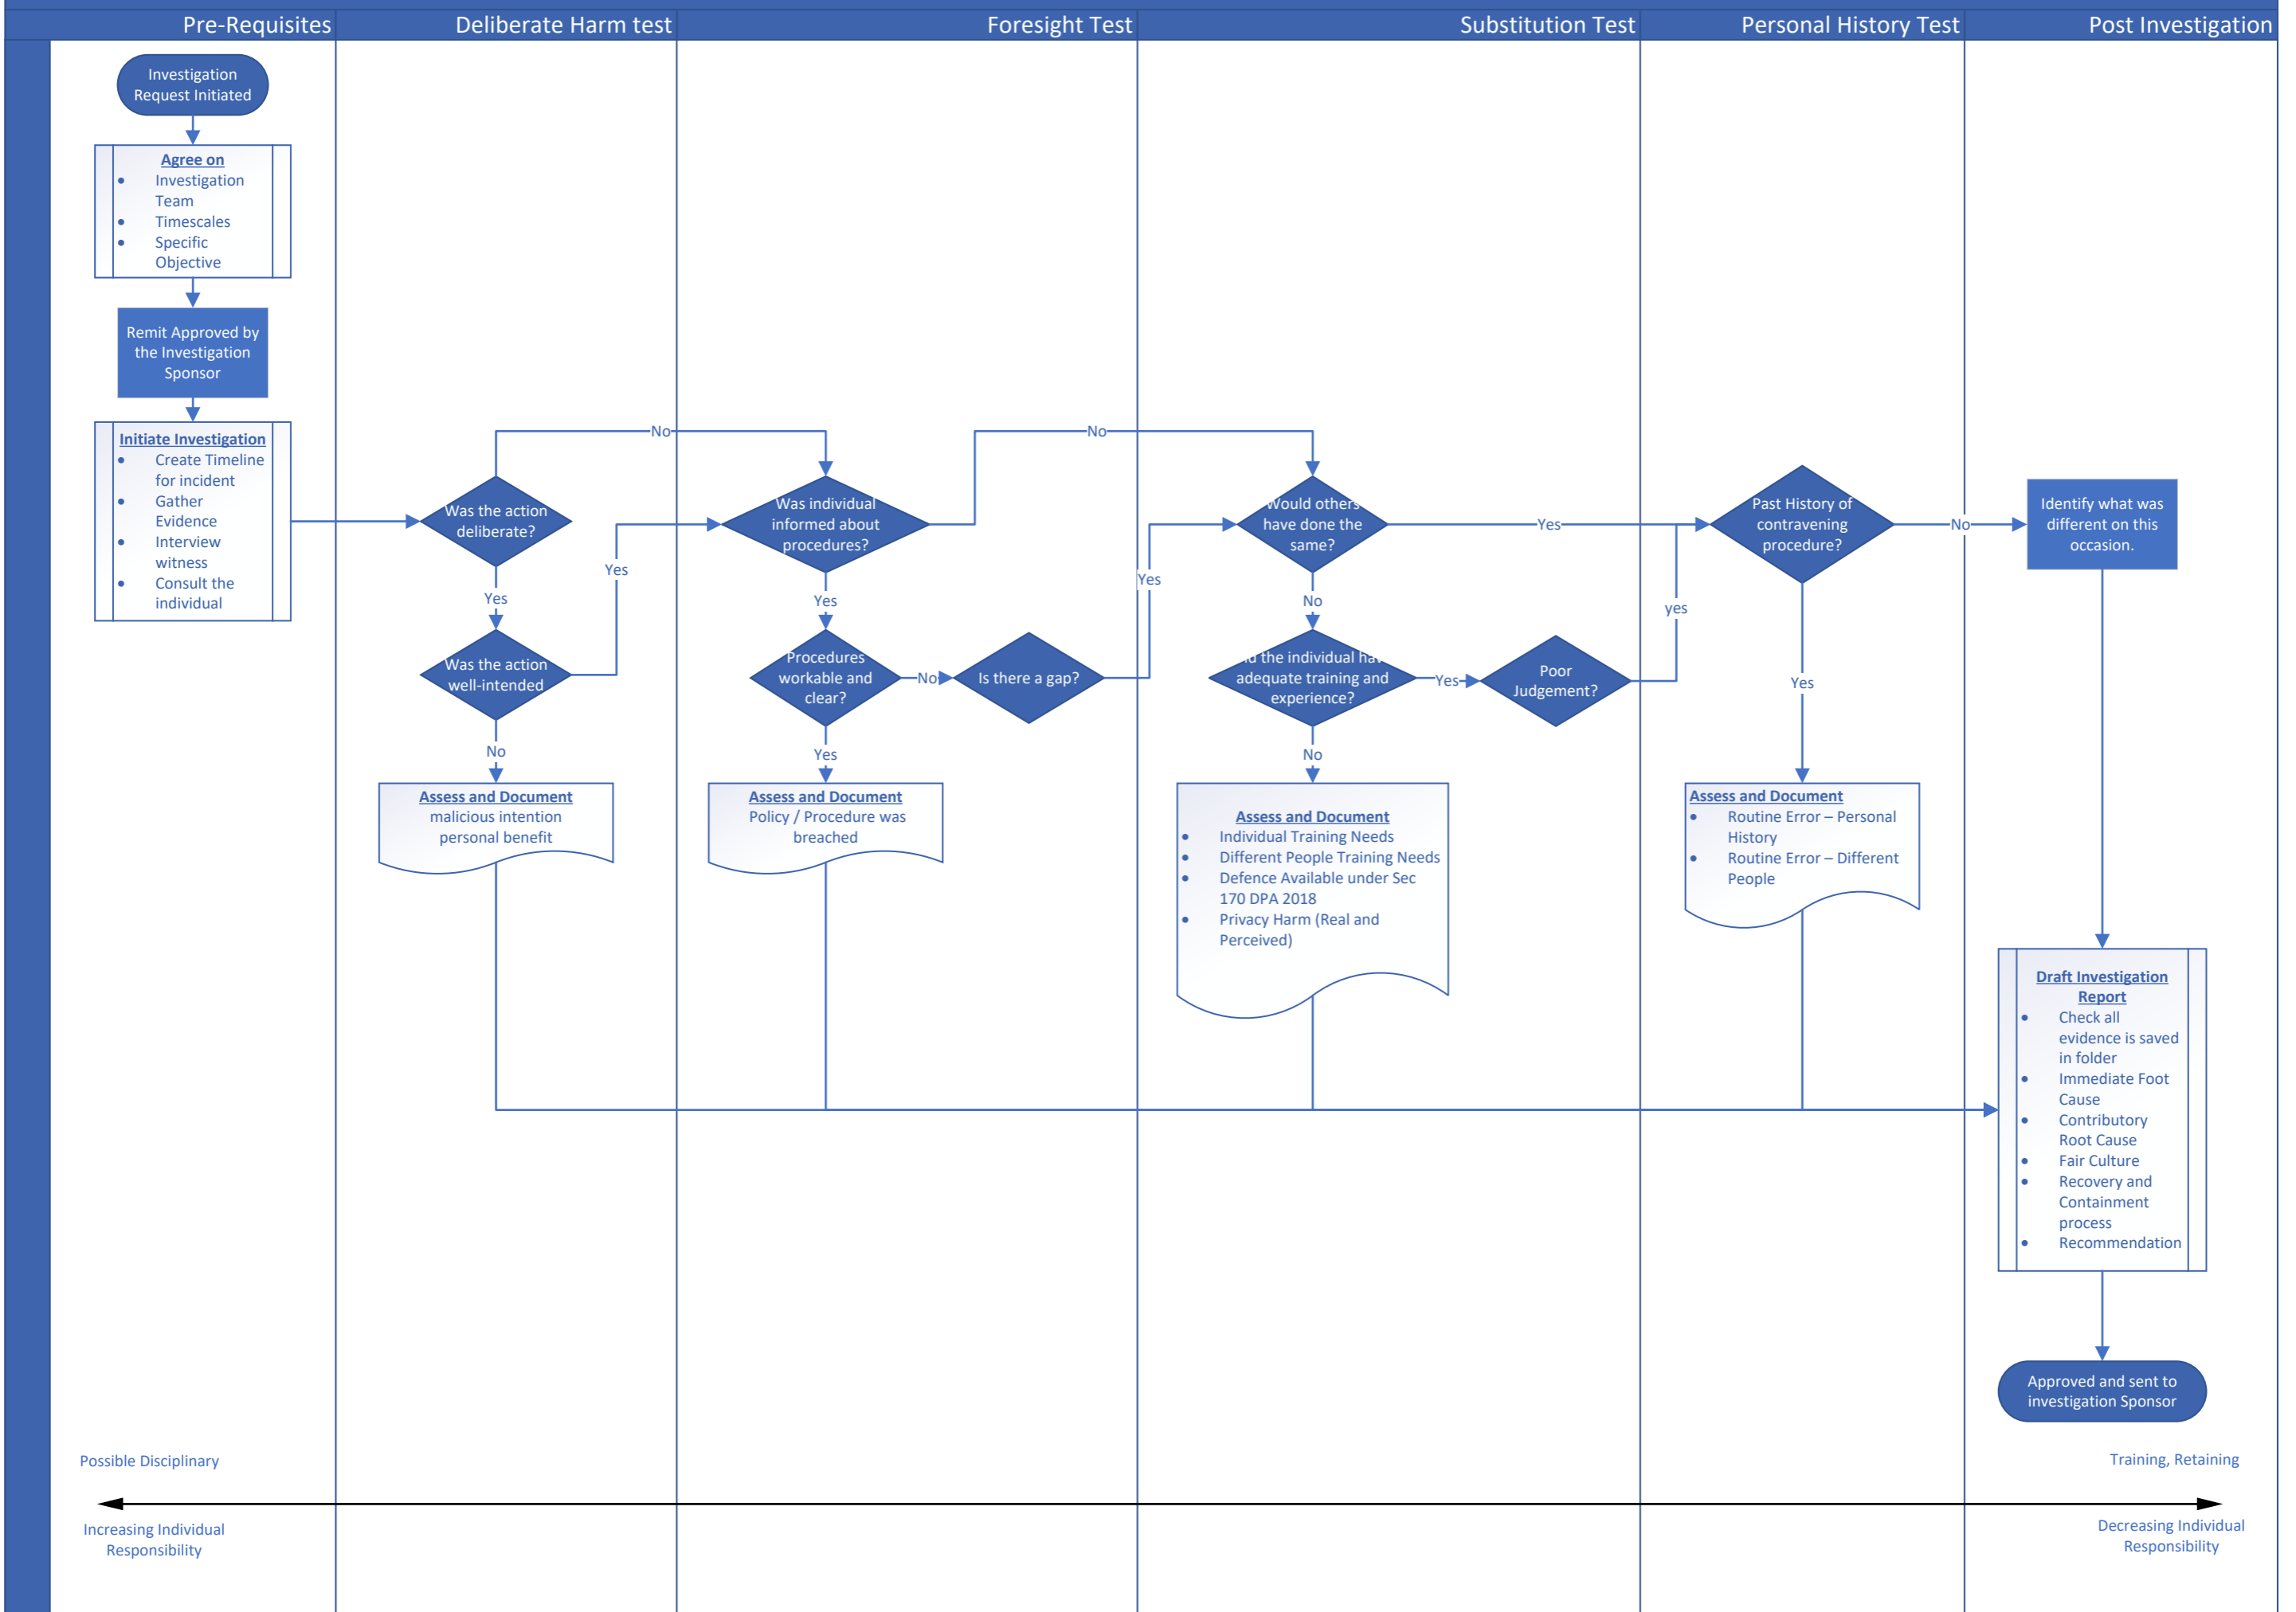 Pre-Requisites
Deliberate Harm test
Foresight Test
Substitution Test
Personal History Test
Post Investigation
Investigation
Request Initiated
Agree on
• Investigation
Team
• Timescales
• Specific
Objective
Remit Approved by
the Investigation
Sponsor
Initiate Investigation
• Create Timeline
for incident
• Gather
Evidence
• Interview
witness
• Consult the
individual
No
Was the action
deliberate?
Yes
Was the action
well-intended
Yes
No
Assess and Document
malicious intention
personal benefit
No
Was individual
informed about
procedures?
Yes
Procedures
workable and
clear?
No
Is there a gap?
Yes
Yes
Assess and Document
Policy / Procedure was
breached
Would others
have done the
same?
Yes
No
the individual
adequate training and
experience?
Yes
Poor
Judgement?
yes
No
Assess and Document
• Individual Training Needs
• Different People Training Needs
• Defence Available under Sec
170 DPA 2018
• Privacy Harm (Real and
Perceived)
Past History of
contravening
procedure?
No
Yes
Assess and Document
• Routine Error – Personal
History
• Routine Error – Different
People
Identify what was
different on this
occasion.
Draft Investigation
Report
• Check all
evidence is saved
in folder
• Immediate Foot
Cause
• Contributory
Root Cause
• Fair Culture
• Recovery and
Containment
process
• Recommendation
Approved and sent to
investigation Sponsor
Possible Disciplinary
Training, Retaining
Increasing Individual
Responsibility
Decreasing Individual
Responsibility